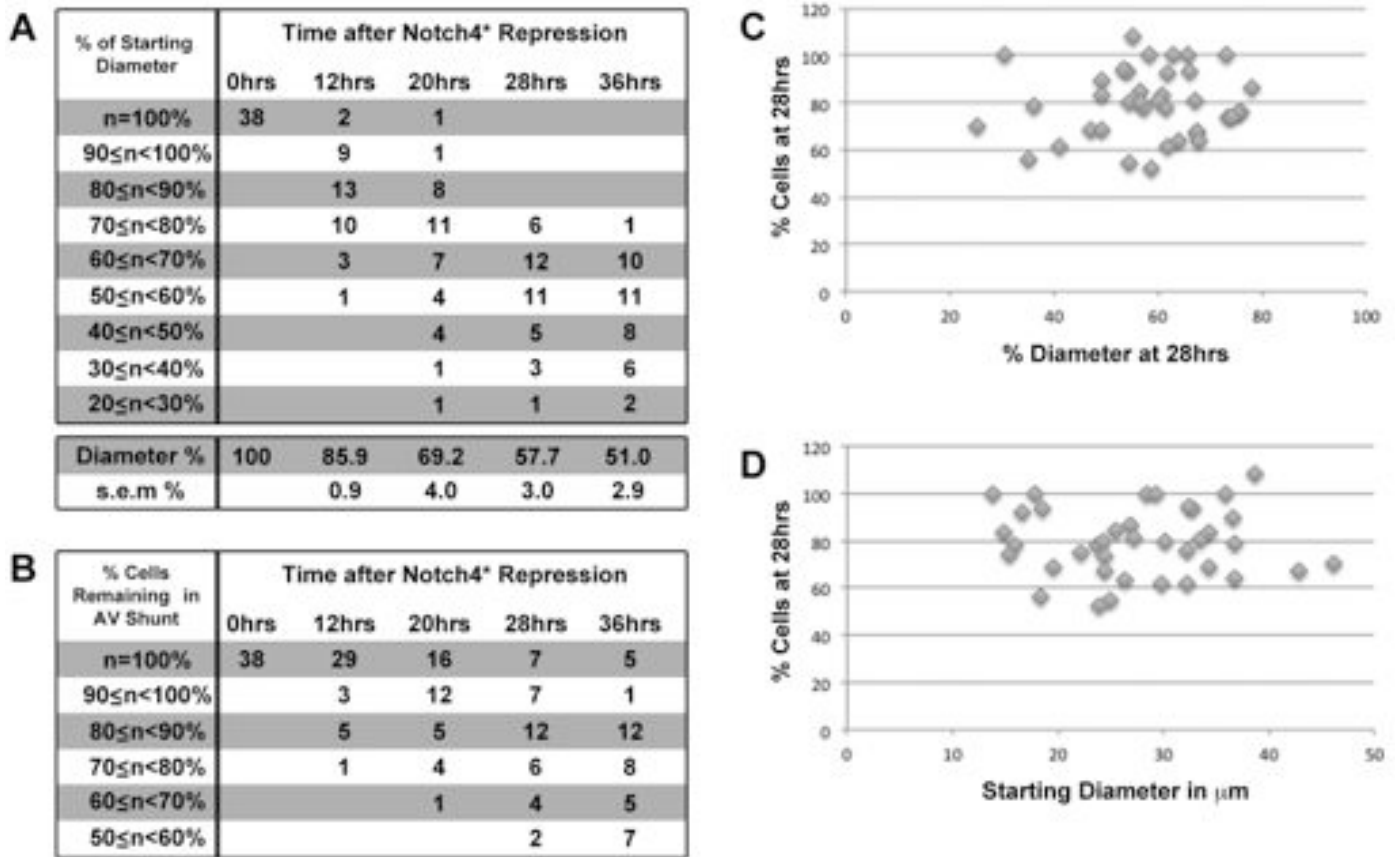 A
% of Starting Diameter
Time after Notch4* Repression
0hrs 12hrs 20hrs 28hrs 36hrs
n=100% 38 2 1
90≤n<100% 9 1
80≤n<90% 13 8
70≤n<80% 10 11 6 1
60≤n<70% 3 7 12 10
50≤n<60% 1 4 11 11
40≤n<50% 4 5 8
30≤n<40% 1 3 6
20≤n<30% 1 1 2
Diameter % 100 85.9 69.2 57.7 51.0
s.e.m % 0.9 4.0 3.0 2.9
B
% Cells
Remaining in
AV Shunt
Time after Notch4* Repression
0hrs 12hrs 20hrs 28hrs 36hrs
n=100% 38 29 16 7 5
90≤n<100% 3 12 7 1
80≤n<90% 5 5 12 12
70≤n<80% 1 4 6 8
60≤n<70% 1 4 5
50≤n<60% 2 7
C
% Cells at 28hrs
120
100
80
60
40
20
0
0 20 40 60 80 100
% Diameter at 28hrs
D
% Cells at 28hrs
120
100
80
60
40
20
0
0 10 20 30 40 50
Starting Diameter in μm